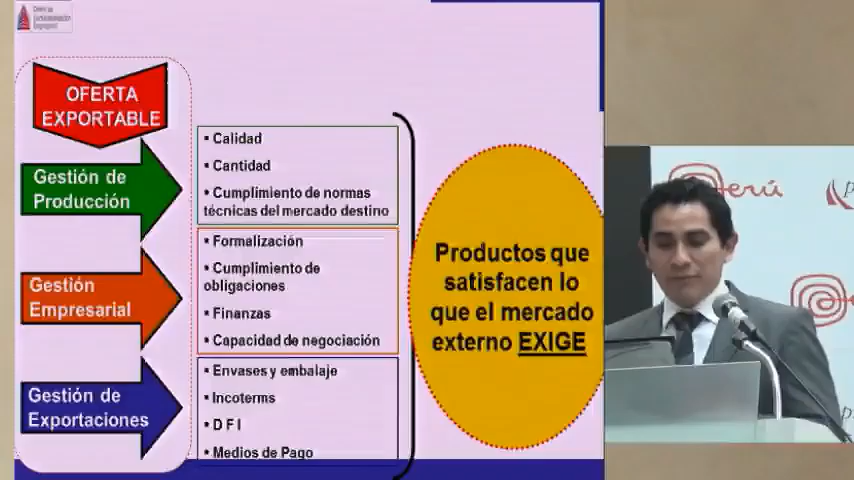 OFERTA
EXPORTABLE
Gestión de
Producción
▪ Calidad
▪ Cantidad
▪ Cumplimiento de normas
técnicas del mercado destino
Gestión
Empresarial
▪ Formalización
▪ Cumplimiento de
obligaciones
▪ Finanzas
▪ Capacidad de negociación
Gestión de
Exportaciones
▪ Envases y embalaje
▪ Incoterms
▪ D F I
▪ Medios de Pago
Productos que
satisfacen lo
que el mercado
externo EXIGE
Perú